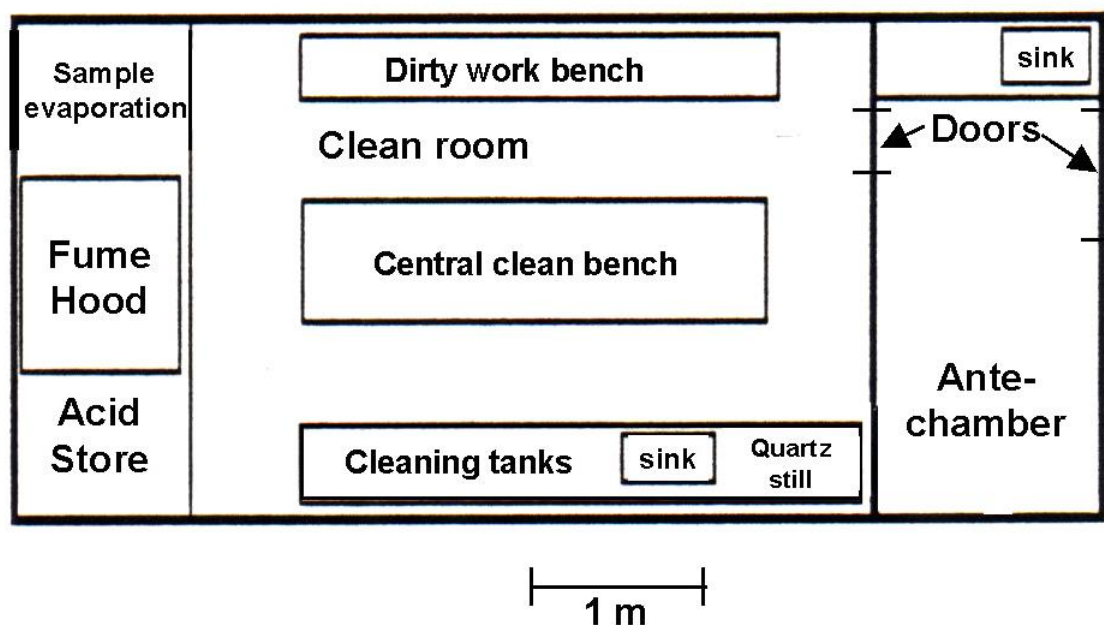 Sample
evaporation
Fume
Hood
Acid
Store
Dirty work bench
Clean room
Central clean bench
Cleaning tanks
sink
Quartz
still
sink
Doors
Ante-
chamber
1 m